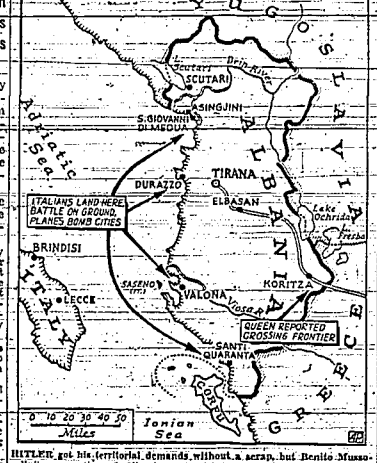 YUGOSLAVIA
L. Scutari
Drin River
SCUTARI
ASINGJINI
S.GIOVANNI
DI MEDUA
Adriatic
Sea
ALBANIA
DURAZZO
TIRANA
ELBASAN
ITALIANS LAND HERE,
BATTLE ON GROUND,
PLANES BOMB CITIES
Lake
Ochrida
L.
Presba
BRINDISI
LECCE
ITALY
SASENO
(IT.)
VALONA
Viosa R.
KORITZA
QUEEN REPORTED
CROSSING FRONTIER
SANTI
QUARANTA
CORFU
GREECE
0 10 20 30 40 50
Miles
Ionian
Sea
AP
HITLER got his territorial demands without a scrap, but Benito Musso-